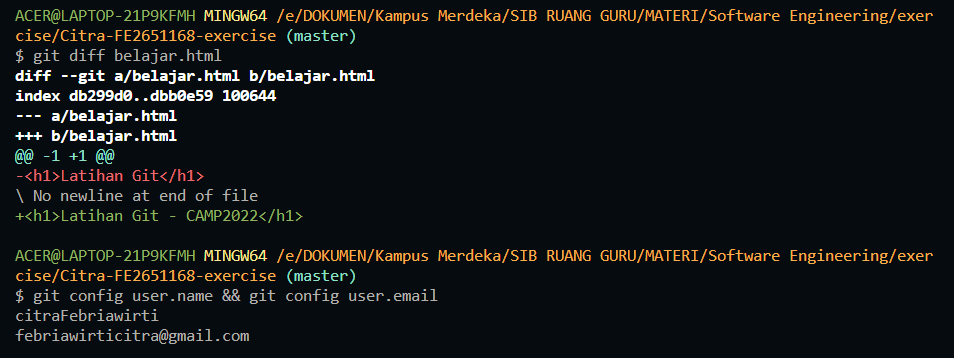 ACER@LAPTOP-21P9KFMH MINGW64 /e/DOKUMEN/Kampus Merdeka/SIB RUANG GURU/MATERI/Software Engineering/exer
cise/Citra-FE2651168-exercise (master)
$ git diff belajar.html
diff --git a/belajar.html b/belajar.html
index db299d0..dbb0e59 100644
--- a/belajar.html
+++ b/belajar.html
@@ -1 +1 @@
-<h1>Latihan Git</h1>
\ No newline at end of file
+<h1>Latihan Git - CAMP2022</h1>
ACER@LAPTOP-21P9KFMH MINGW64 /e/DOKUMEN/Kampus Merdeka/SIB RUANG GURU/MATERI/Software Engineering/exer
cise/Citra-FE2651168-exercise (master)
$ git config user.name && git config user.email
citraFebriawirti
febriawirticitra@gmail.com